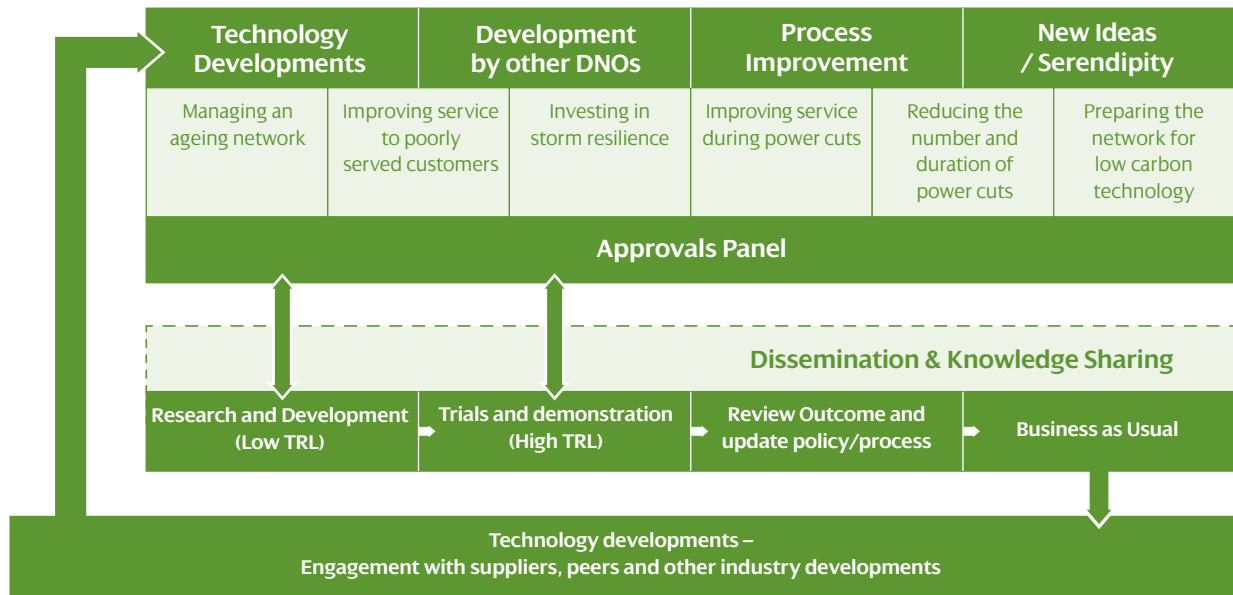 Technology
Developments
Development
by other DNOs
Process
Improvement
New Ideas
/ Serendipity
Managing an
ageing network
Improving service
to poorly
served customers
Investing in
storm resilience
Improving service
during power cuts
Reducing the
number and
duration of
power cuts
Preparing the
network for
low carbon
technology
Approvals Panel
Dissemination & Knowledge Sharing
Research and Development
(Low TRL)
Trials and demonstration
(High TRL)
Review Outcome and
update policy/process
Business as Usual
Technology developments –
Engagement with suppliers, peers and other industry developments